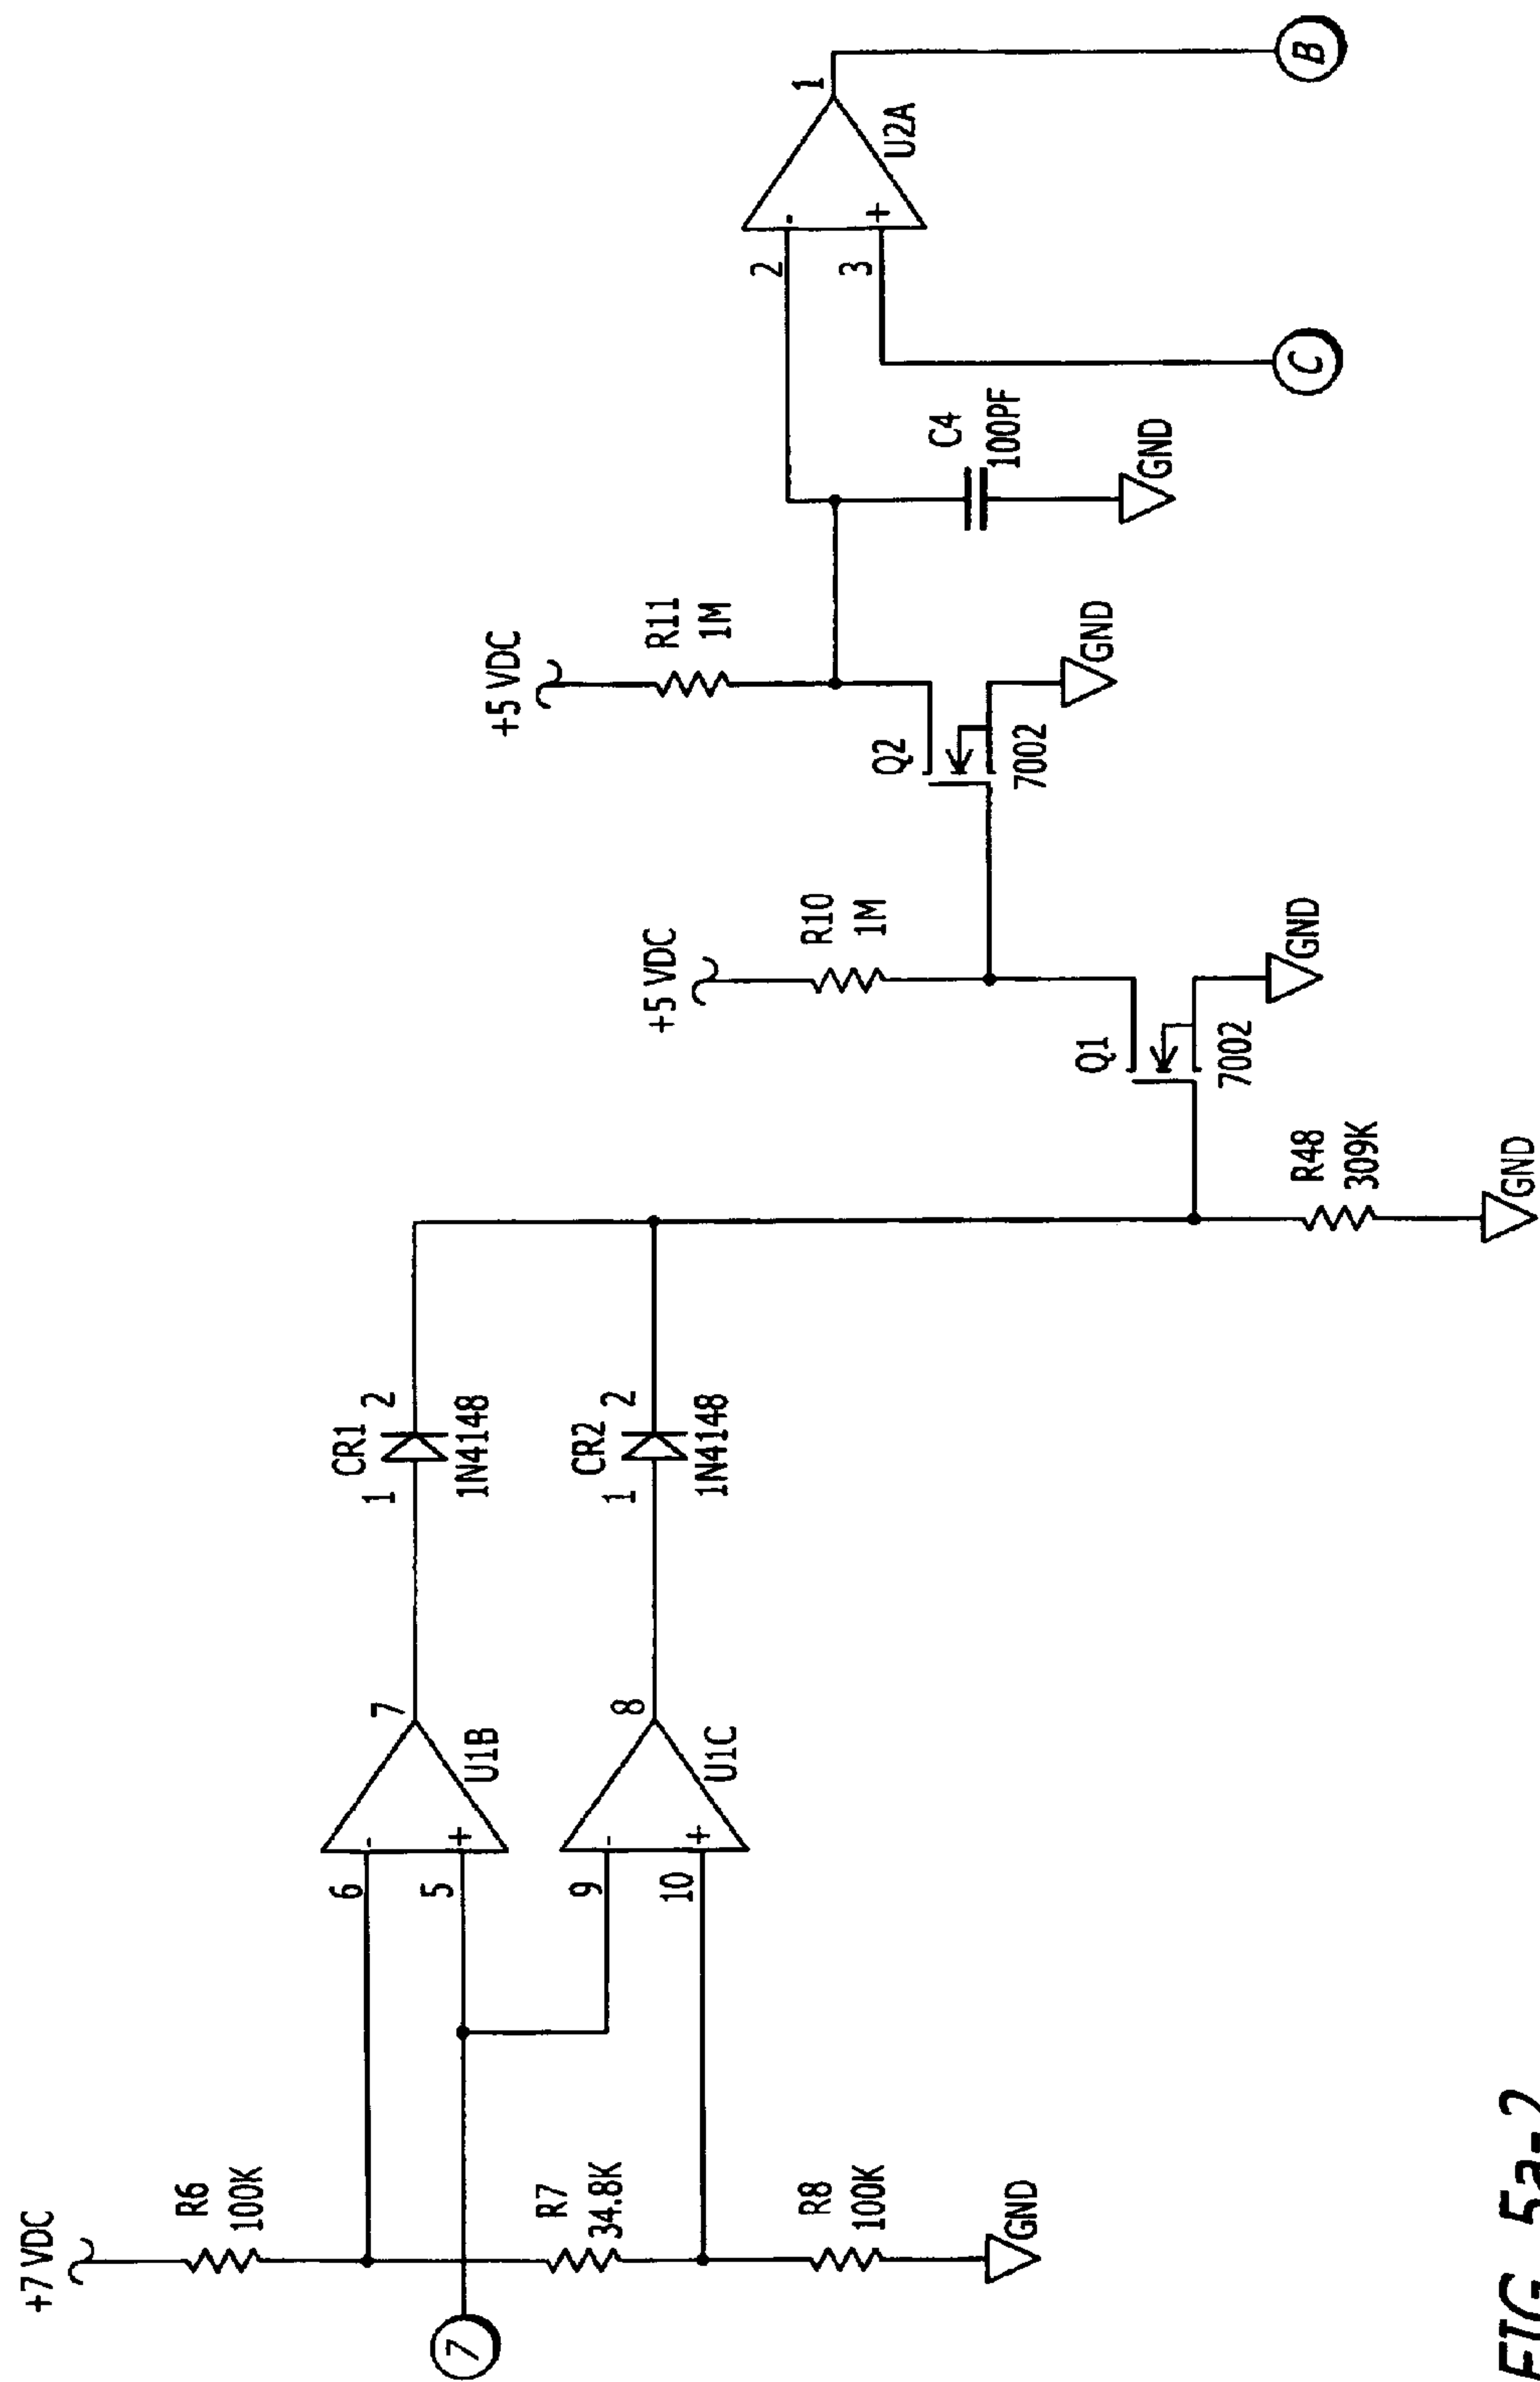 +7 VDC
R6
100K
7
R7
34.8K
R8
100K
GND
6
-
5
+
7
U1B
9
-
10
+
8
U1C
1
CR1
2
1N4148
1
CR2
2
1N4148
R48
309K
GND
Q1
7002
GND
+5 VDC
R10
1M
Q2
7002
GND
+5 VDC
R11
1M
C4
100PF
GND
2
-
3
+
1
U2A
C
B
FIG. 5a-2